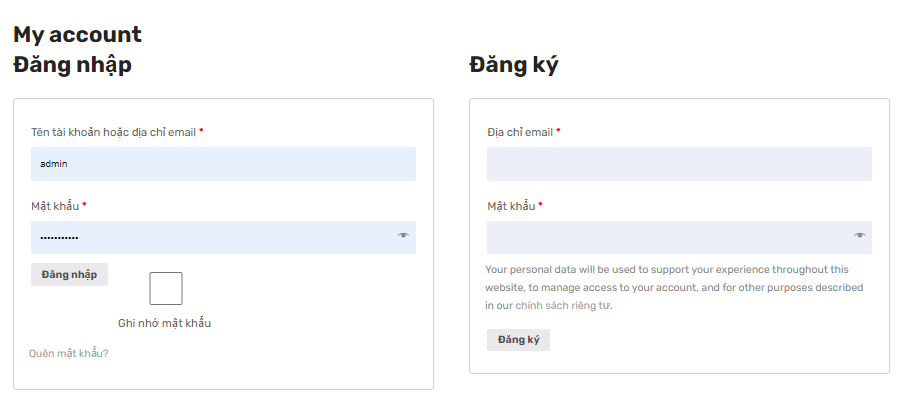 My account
Đăng nhập
Tên tài khoản hoặc địa chỉ email *
admin
Mật khẩu *
•••••••••••
Đăng nhập
Ghi nhớ mật khẩu
Quên mật khẩu?
Đăng ký
Địa chỉ email *
Mật khẩu *
Your personal data will be used to support your experience throughout this
website, to manage access to your account, and for other purposes described
in our chính sách riêng tư.
Đăng ký